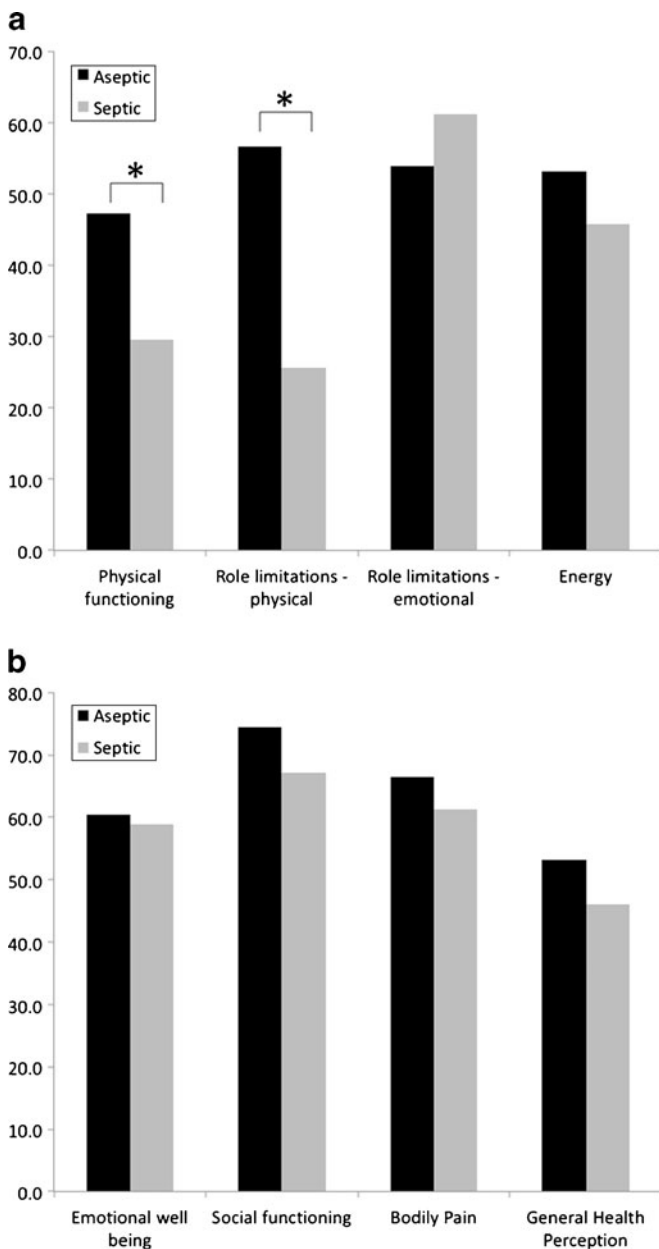 a
70.0
60.0
50.0
40.0
30.0
20.0
10.0
0.0
Aseptic
Septic
*
*
Physical
functioning
Role limitations -
physical
Role limitations -
emotional
Energy
b
80.0
70.0
60.0
50.0
40.0
30.0
20.0
10.0
0.0
Aseptic
Septic
Emotional well
being
Social functioning
Bodily Pain
General Health
Perception